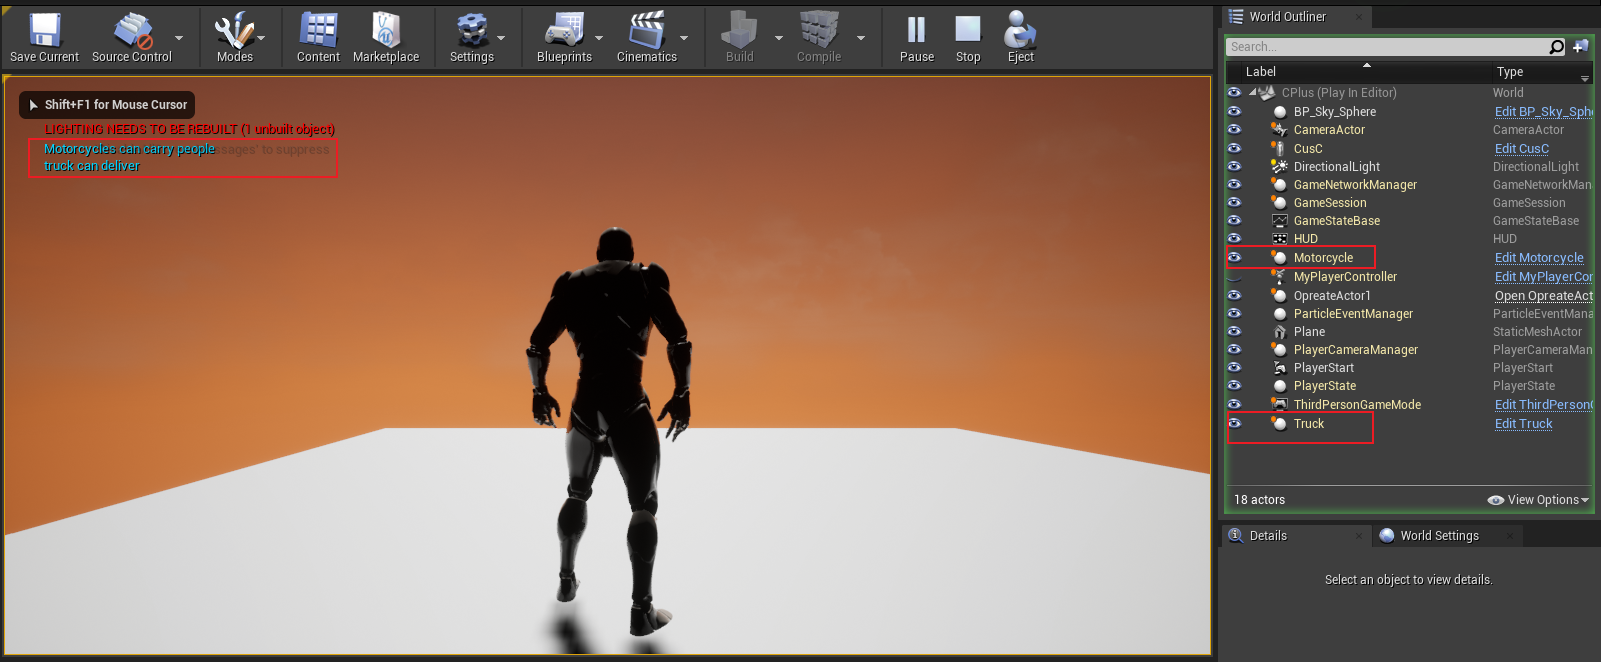 Save Current
Source Control
Modes
Content
Marketplace
Settings
Blueprints
Cinematics
Build
Compile
Pause
Stop
Eject
Shift+F1 for Mouse Cursor
LIGHTING NEEDS TO BE REBUILT (1 unbuilt object)
Motorcycles can carry people sages' to suppress
truck can deliver
World Outliner
Search...
Label Type
CPlus (Play In Editor) World
BP_Sky_Sphere Edit BP_Sky_Sph
CameraActor CameraActor
CusC Edit CusC
DirectionalLight DirectionalLight
GameNetworkManager GameNetworkMan
GameSession GameSession
GameStateBase GameStateBase
HUD HUD
Motorcycle Edit Motorcycle
MyPlayerController Edit MyPlayerCor
OpreateActor1 Open OpreateAct
ParticleEventManager ParticleEventMana
Plane StaticMeshActor
PlayerCameraManager PlayerCameraMan
PlayerStart PlayerStart
PlayerState PlayerState
ThirdPersonGameMode Edit ThirdPerson
Truck Edit Truck
18 actors
View Options
Details
World Settings
Select an object to view details.